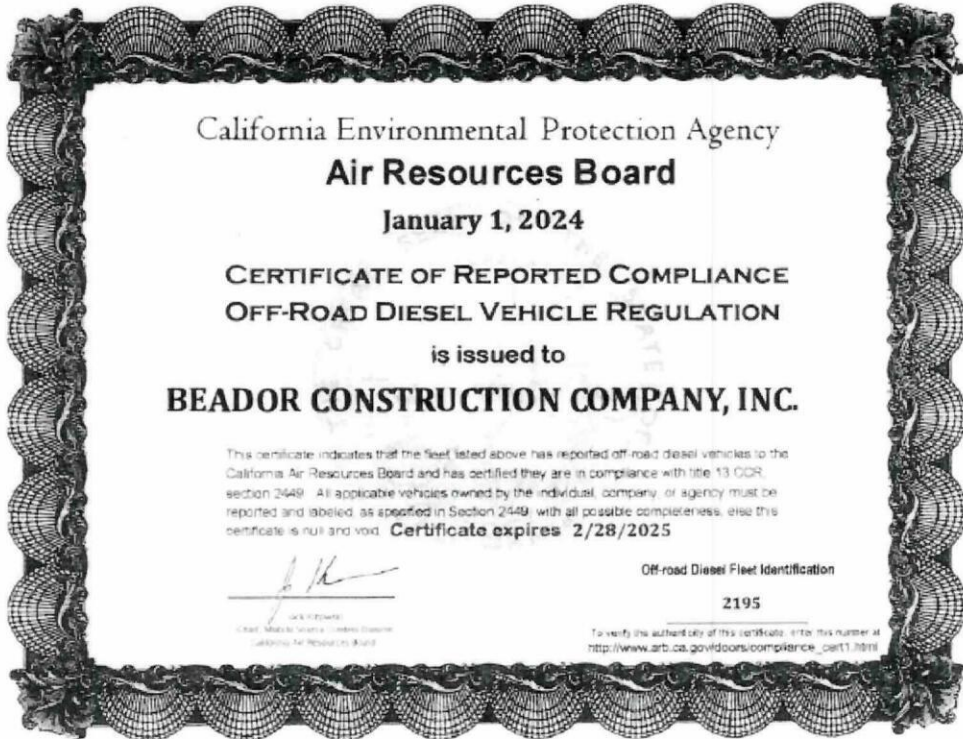 California Environmental Protection Agency
Air Resources Board
January 1, 2024
CERTIFICATE OF REPORTED COMPLIANCE
OFF-ROAD DIESEL VEHICLE REGULATION
is issued to
BEADOR CONSTRUCTION COMPANY, INC.
This certificate indicates that the fleet listed above has reported off-road diesel vehicles to the
California Air Resources Board and has certified they are in compliance with title 13 CCR,
section 2449. All applicable vehicles owned by the individual, company, or agency must be
reported and labeled, as specified in Section 2449, with all possible completeness, else this
certificate is null and void. Certificate expires 2/28/2025
Off-road Diesel Fleet Identification
2195
California Air Resources Board
To verify the authenticity of this certificate, enter this number at
http://www.arb.ca.gov/doors/compliance_cert1.html